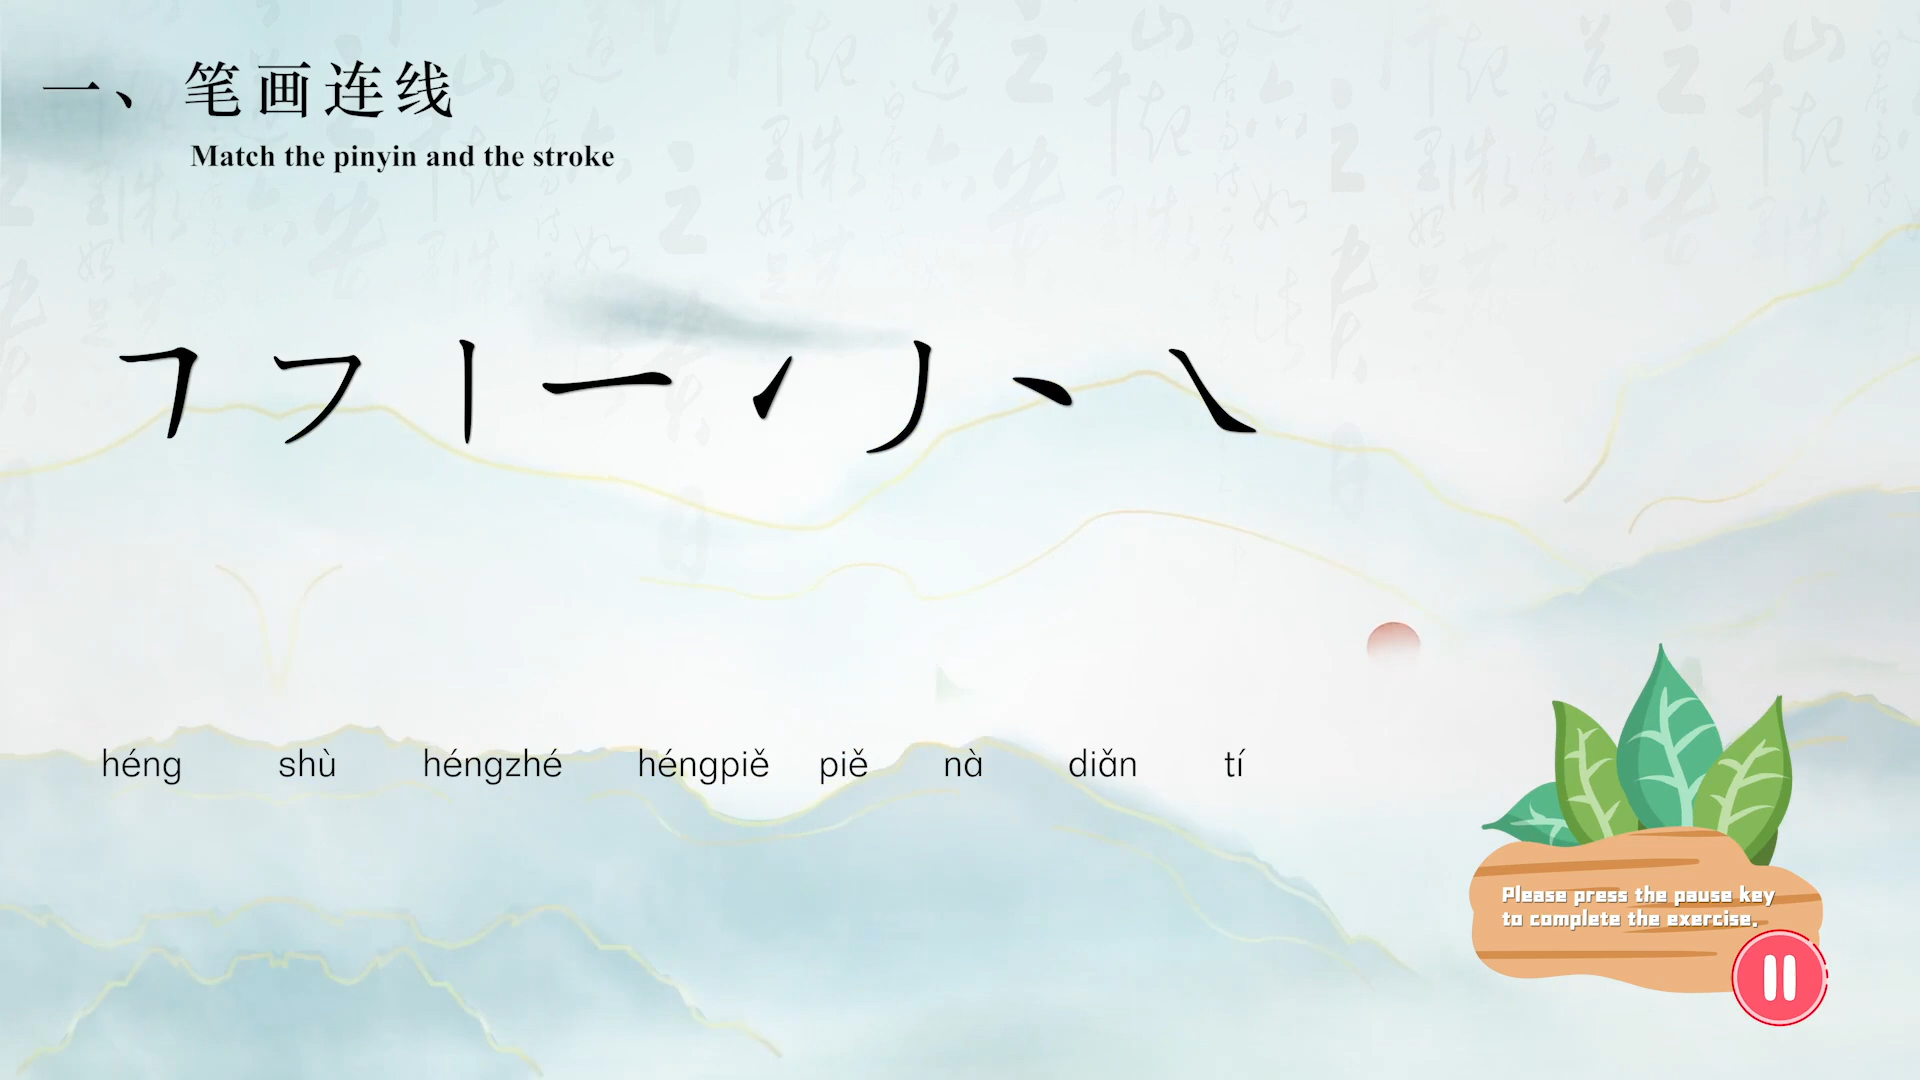 一、笔画连线
Match the pinyin and the stroke
㇕ ㇇ 丨 一 ㇀ 丿 丶 ㇏
héng shù héngzhé héngpiě piě nà diǎn tí
Please press the pause key
to complete the exercise.